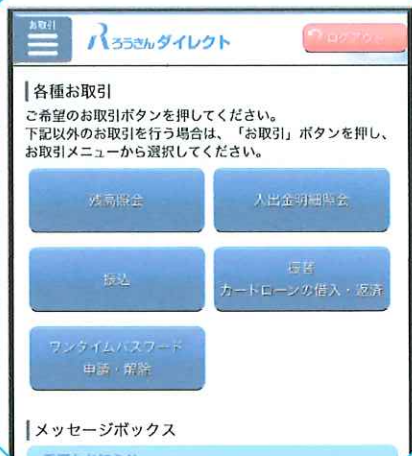 お取引
ろうきんダイレクト
ログアウト
各種お取引
ご希望のお取引ボタンを押してください。
下記以外のお取引を行う場合は、「お取引」ボタンを押し、
お取引メニューから選択してください。
残高照会
入出金明細照会
振込
振替
カードローンの借入・返済
ワンタイムパスワード
申請・解除
メッセージボックス